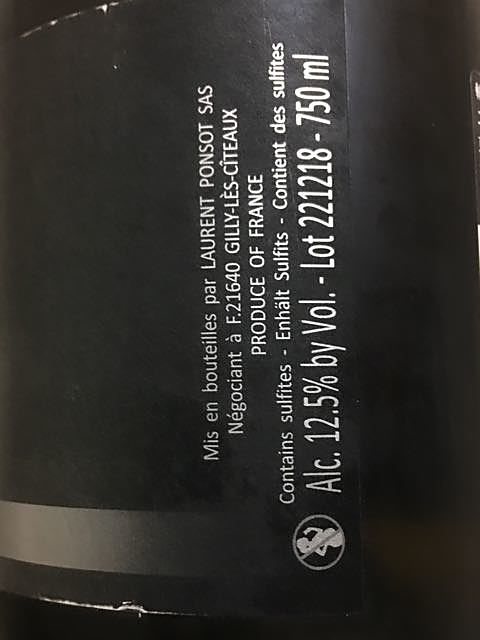 Mis en bouteilles par LAURENT PONSOT SAS
Négociant à F.21640 GILLY-LÈS-CÎTEAUX
PRODUCE OF FRANCE
Contains sulfites - Enhält Sulfits - Contient des sulfites
Alc. 12.5% by Vol. - Lot 221218 - 750 ml